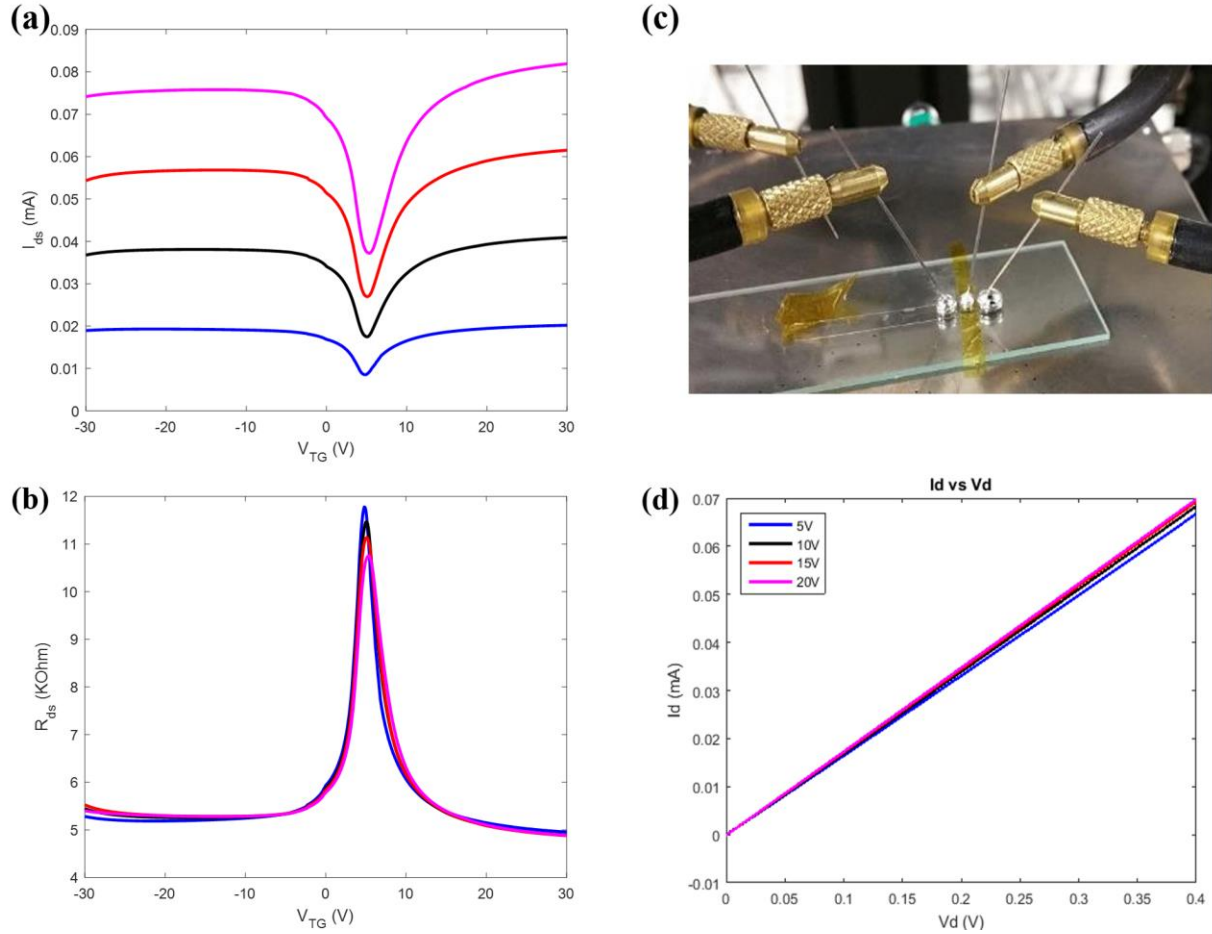 (a)
0.09
0.08
0.07
0.06
0.05
0.04
0.03
0.02
0.01
0
I_ds (mA)
-30 -20 -10 0 10 20 30
V_TG (V)
(c)
(b)
12
11
10
9
8
7
6
5
4
R_ds (KOhm)
-30 -20 -10 0 10 20 30
V_TG (V)
(d)
Id vs Vd
0.07
0.06
0.05
0.04
0.03
0.02
0.01
0
-0.01
Id (mA)
5V
10V
15V
20V
0 0.05 0.1 0.15 0.2 0.25 0.3 0.35 0.4
Vd (V)